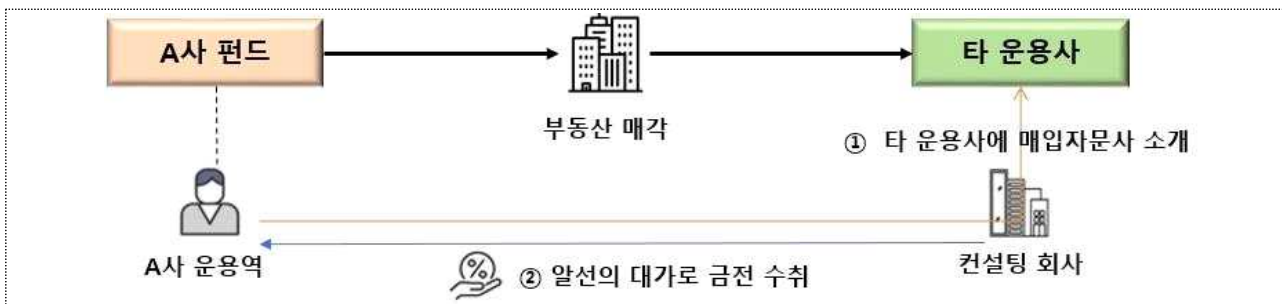 A사 펀드
타 운용사
부동산 매각
① 타 운용사에 매입자문사 소개
A사 운용역
② 알선의 대가로 금전 수취
컨설팅 회사